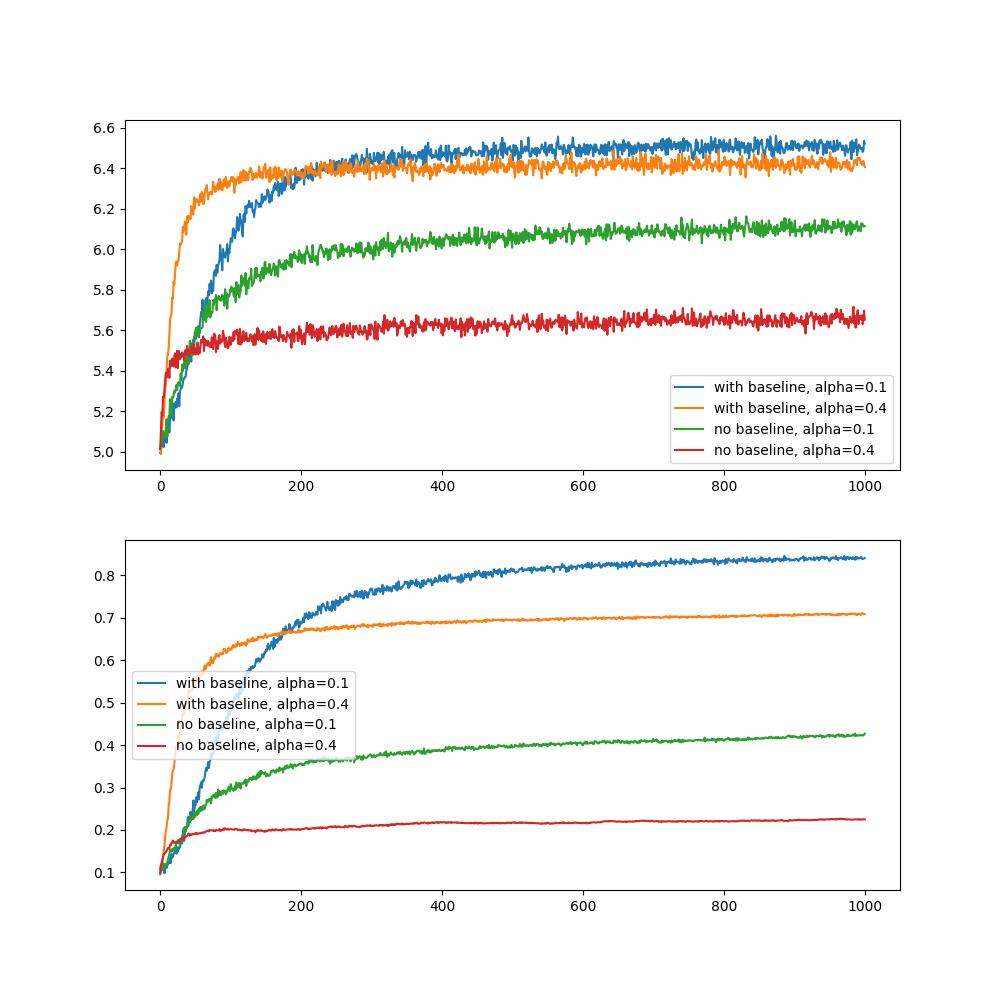 6.6
6.4
6.2
6.0
5.8
5.6
5.4
5.2
5.0
with baseline, alpha=0.1
with baseline, alpha=0.4
no baseline, alpha=0.1
no baseline, alpha=0.4
0 200 400 600 800 1000
0.8
0.7
0.6
0.5
0.4
0.3
0.2
0.1
with baseline, alpha=0.1
with baseline, alpha=0.4
no baseline, alpha=0.1
no baseline, alpha=0.4
0 200 400 600 800 1000